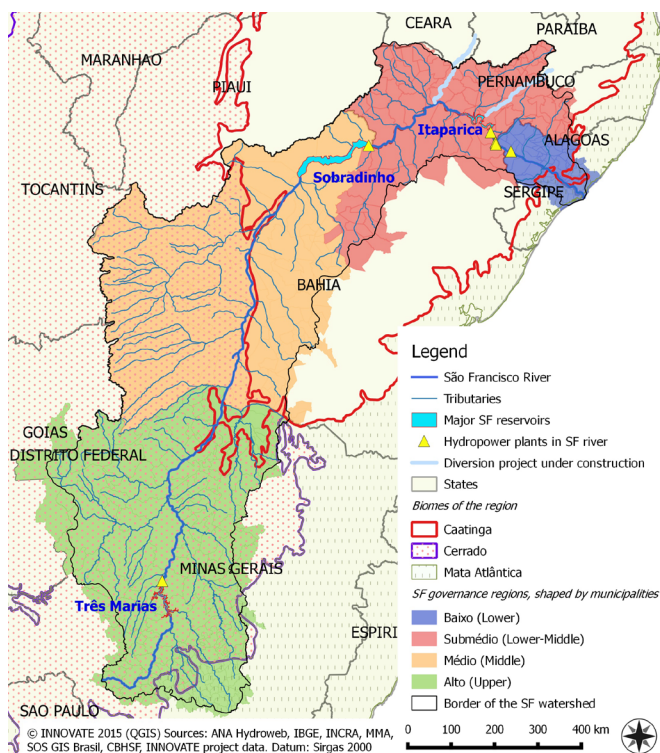 CEARA
PARAIBA
MARANHAO
PIAUI
PERNAMBUCO
Itaparica
ALAGOAS
Sobradinho
TOCANTINS
SERGIPE
BAHIA
GOIAS
DISTRITO FEDERAL
MINAS GERAIS
Três Marias
ESPIRI
SAO PAULO
Legend
São Francisco River
Tributaries
Major SF reservoirs
Hydropower plants in SF river
Diversion project under construction
States
Biomes of the region
Caatinga
Cerrado
Mata Atlântica
SF governance regions, shaped by municipalities
Baixo (Lower)
Submédio (Lower-Middle)
Médio (Middle)
Alto (Upper)
Border of the SF watershed
0 100 200 300 400 km
© INNOVATE 2015 (QGIS) Sources: ANA Hydroweb, IBGE, INCRA, MMA,
SOS GIS Brasil, CBHSF, INNOVATE project data. Datum: Sirgas 2000